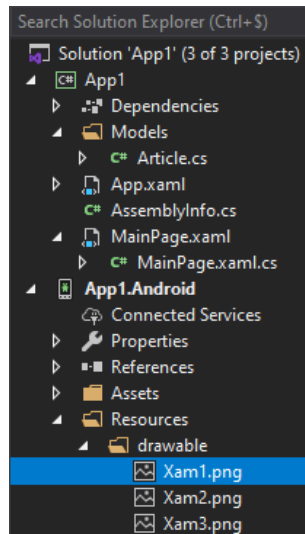 Search Solution Explorer (Ctrl+$)
Solution 'App1' (3 of 3 projects)
C# App1
Dependencies
Models
C# Article.cs
App.xaml
C# AssemblyInfo.cs
MainPage.xaml
C# MainPage.xaml.cs
App1.Android
Connected Services
Properties
References
Assets
Resources
drawable
Xam1.png
Xam2.png
Xam3.png